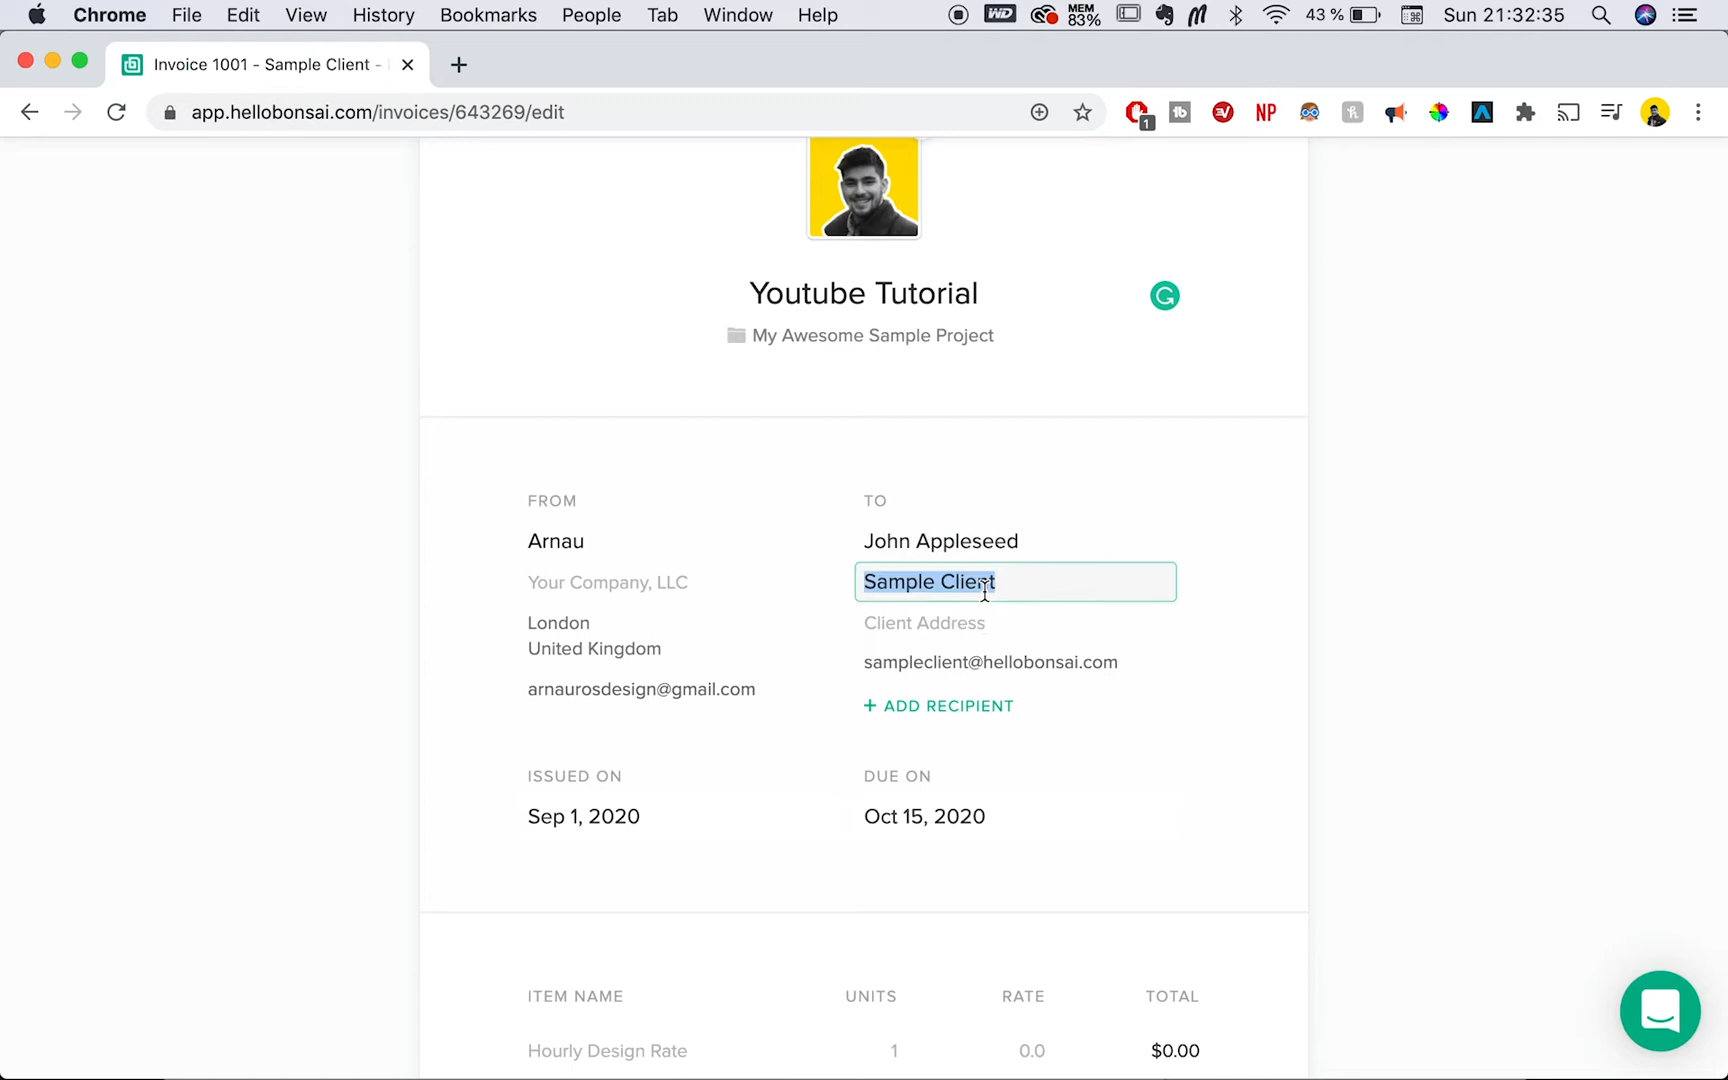 Chrome File Edit View History Bookmarks People Tab Window Help WD MEM 83% 43 % Sun 21:32:35
Invoice 1001 - Sample Client -
app.hellobonsai.com/invoices/643269/edit 1 tb NP
Youtube Tutorial
My Awesome Sample Project
FROM TO
Arnau John Appleseed
Your Company, LLC Sample Client
London Client Address
United Kingdom
sampleclient@hellobonsai.com
arnaurosdesign@gmail.com
+ ADD RECIPIENT
ISSUED ON DUE ON
Sep 1, 2020 Oct 15, 2020
ITEM NAME UNITS RATE TOTAL
Hourly Design Rate 1 0.0 $0.00